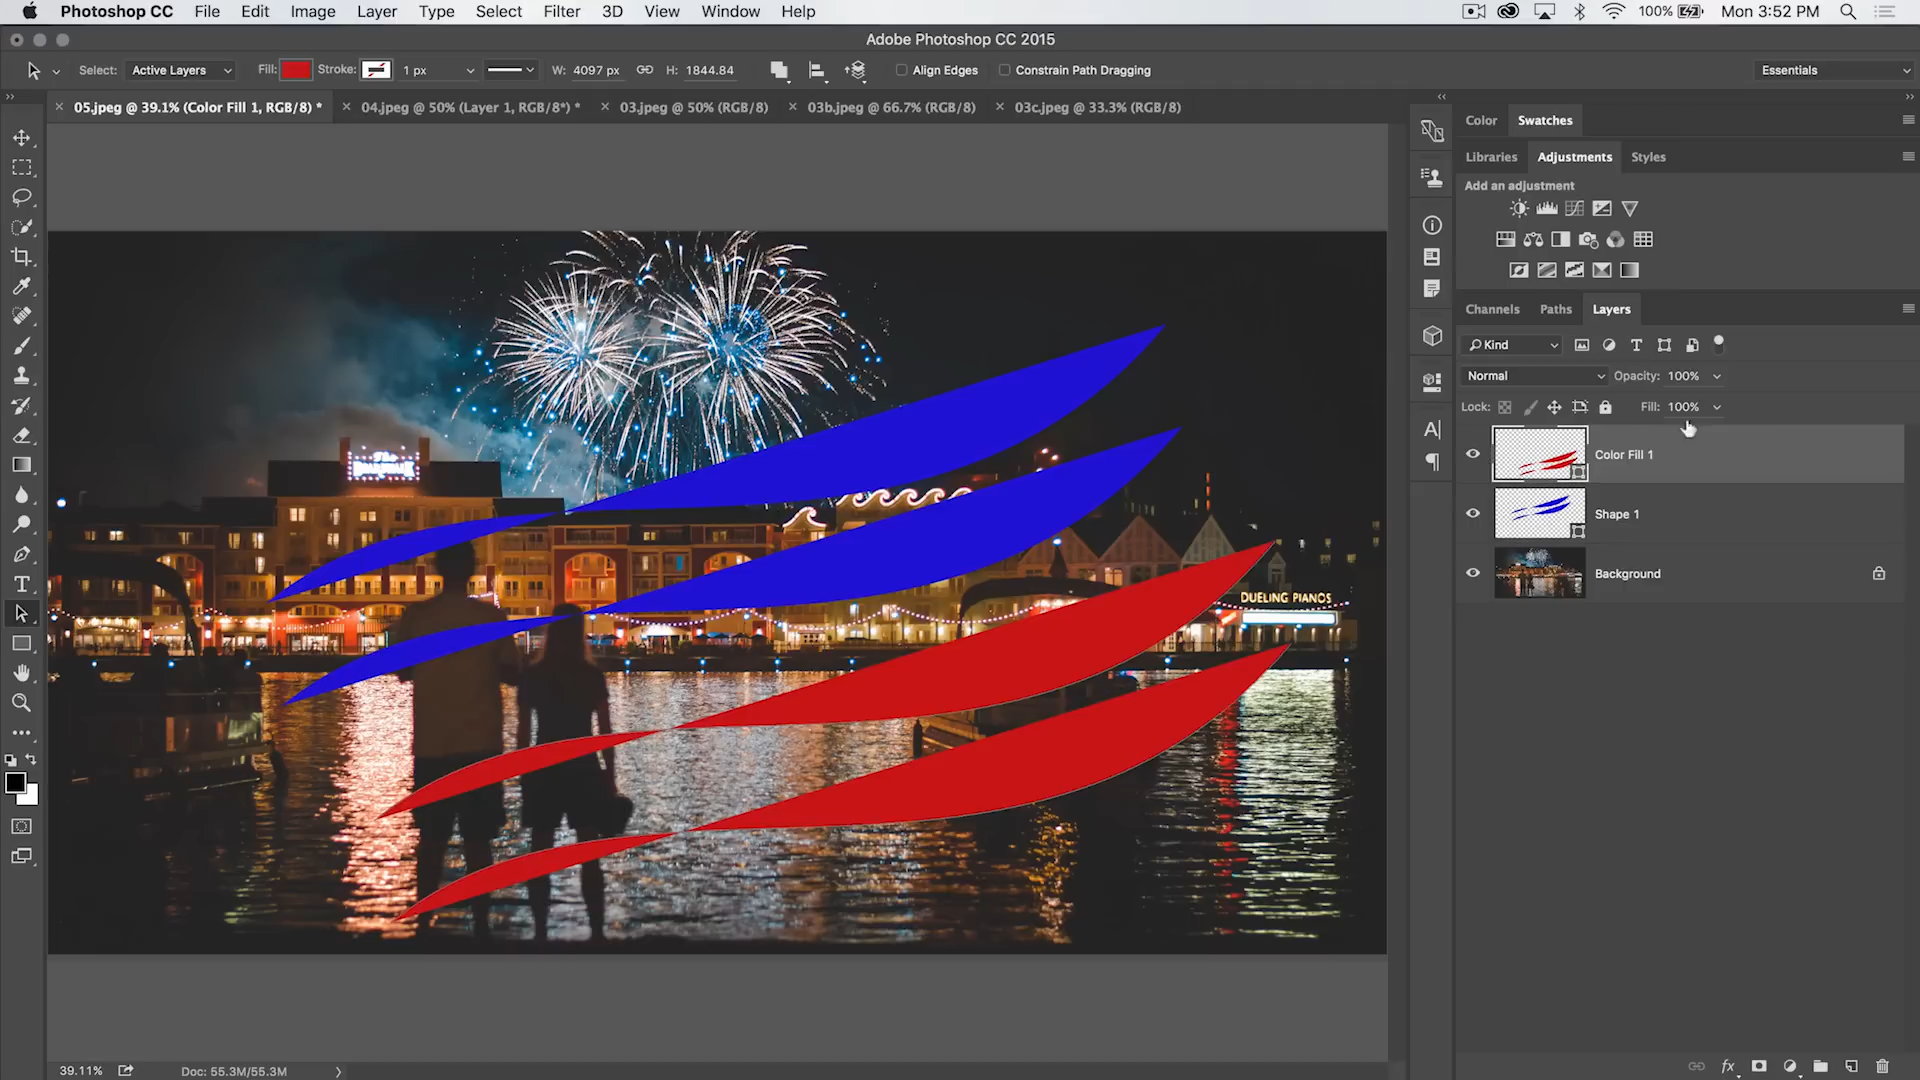 Photoshop CC File Edit Image Layer Type Select Filter 3D View Window Help 100% Mon 3:52 PM
Adobe Photoshop CC 2015
Select: Active Layers Fill: Stroke: 1 px W: 4097 px H: 1844.84 Align Edges Constrain Path Dragging Essentials
05.jpeg @ 39.1% (Color Fill 1, RGB/8) * 04.jpeg @ 50% (Layer 1, RGB/8*) * 03.jpeg @ 50% (RGB/8) 03b.jpeg @ 66.7% (RGB/8) 03c.jpeg @ 33.3% (RGB/8)
Color Swatches
Libraries Adjustments Styles
Add an adjustment
Channels Paths Layers
Kind
Normal Opacity: 100%
Lock: Fill: 100%
Color Fill 1
Shape 1
Background
The
BOARDWALK
DUELING PIANOS
39.11% Doc: 55.3M/55.3M